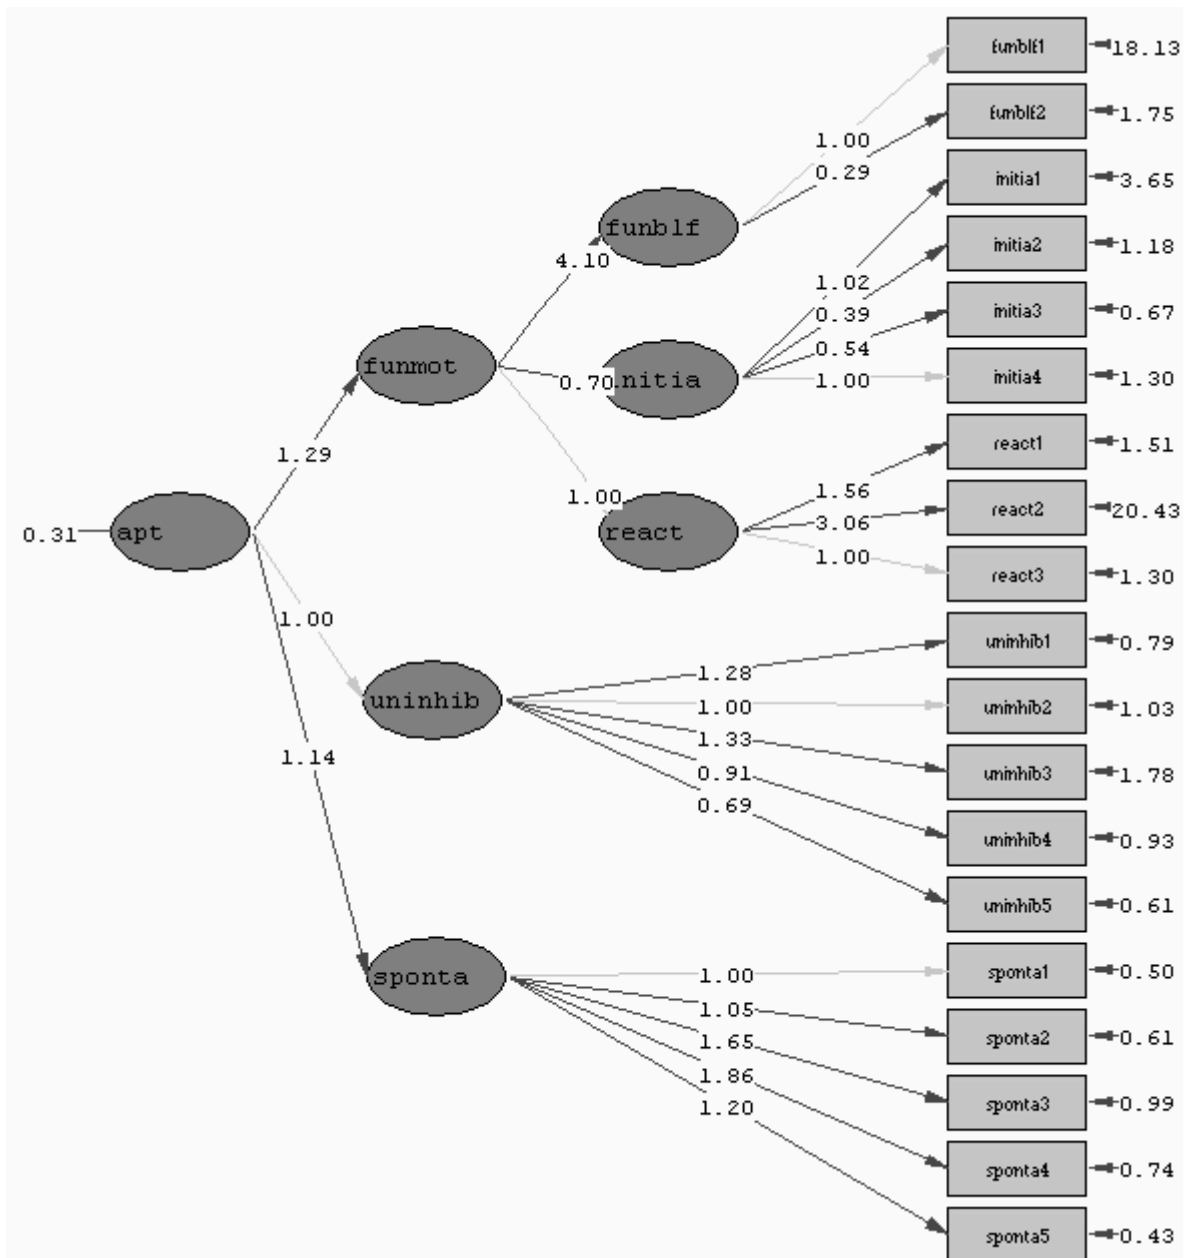 funblf1
18.13
funblf2
1.75
1.00
0.29
initia1
3.65
funblf
initia2
1.18
4.10
1.02
initia3
0.67
0.39
0.54
funmot
0.70
nitia
1.00
initia4
1.30
react1
1.51
1.29
1.56
1.00
react2
20.43
0.31
apt
react
3.06
1.00
react3
1.30
1.00
uninhib1
0.79
1.28
uninhib
1.00
uninhib2
1.03
1.33
1.14
0.91
uninhib3
1.78
0.69
uninhib4
0.93
uninhib5
0.61
sponta
1.00
sponta1
0.50
1.05
1.65
sponta2
0.61
1.86
1.20
sponta3
0.99
sponta4
0.74
sponta5
0.43